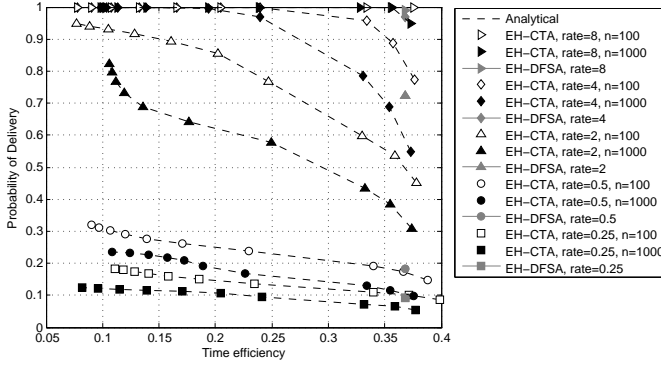 1
0.9
0.8
0.7
0.6
0.5
0.4
0.3
0.2
0.1
0
Probability of Delivery
0.05
0.1
0.15
0.2
0.25
0.3
0.35
0.4
Time efficiency
Analytical
EH−CTA, rate=8, n=100
EH−CTA, rate=8, n=1000
EH−DFSA, rate=8
EH−CTA, rate=4, n=100
EH−CTA, rate=4, n=1000
EH−DFSA, rate=4
EH−CTA, rate=2, n=100
EH−CTA, rate=2, n=1000
EH−DFSA, rate=2
EH−CTA, rate=0.5, n=100
EH−CTA, rate=0.5, n=1000
EH−DFSA, rate=0.5
EH−CTA, rate=0.25, n=100
EH−CTA, rate=0.25, n=1000
EH−DFSA, rate=0.25